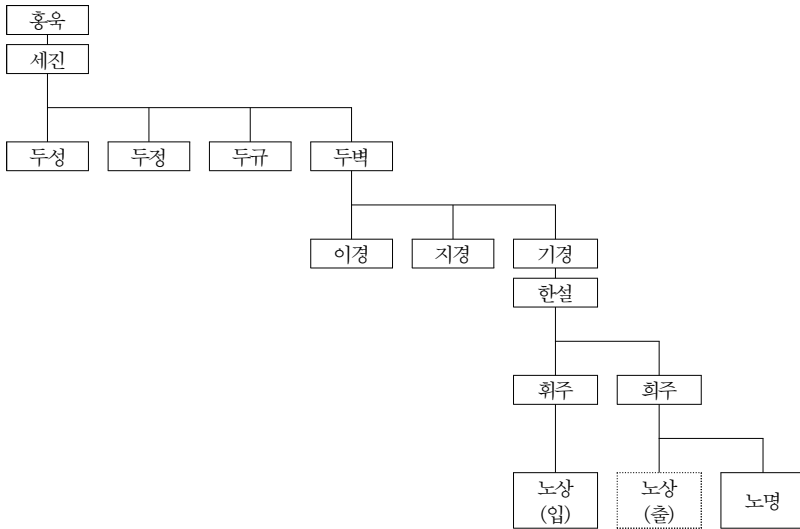 홍욱
세진
두성 두정 두규 두벽
이경 지경 기경
한설
휘주 희주
노상 노상 노명
(입) (출)